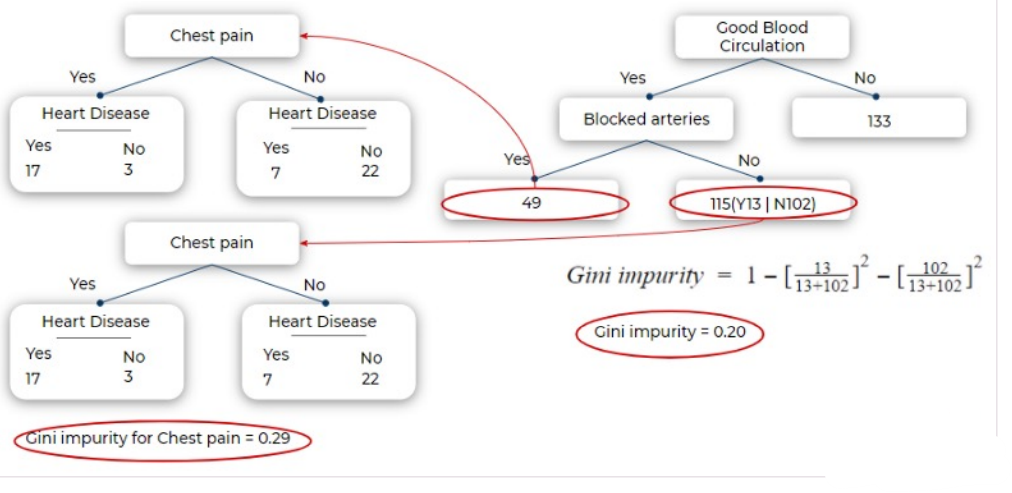 Chest pain
Yes
No
Heart Disease
Yes No
17 3
Heart Disease
Yes No
7 22
Good Blood
Circulation
Yes
No
Blocked arteries
133
Yes
No
49
115(Y13 | N102)
Chest pain
Yes
No
Heart Disease
Yes No
17 3
Heart Disease
Yes No
7 22
Gini impurity for Chest pain = 0.29
Gini impurity = 1 − [13/13+102]² − [102/13+102]²
Gini impurity = 0.20